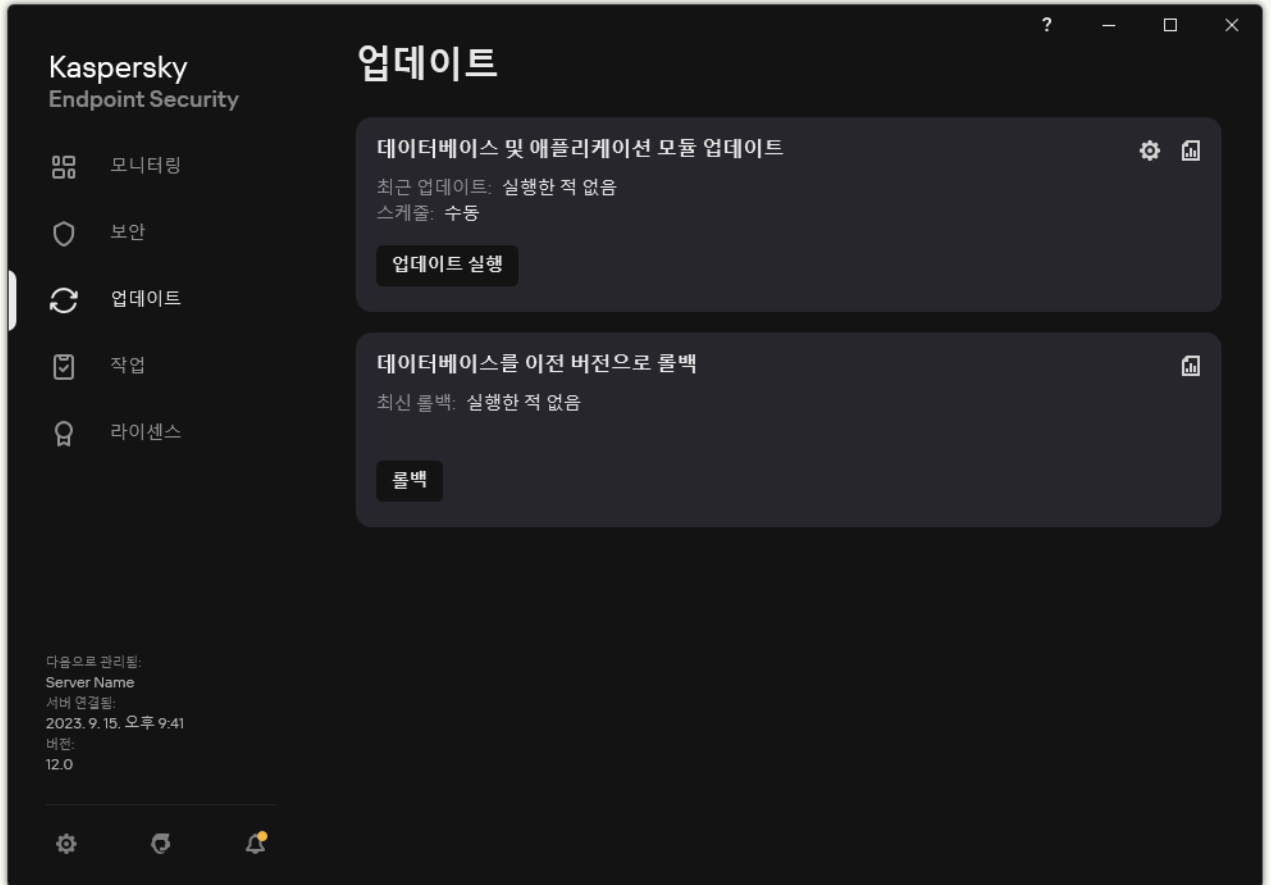 ?
Kaspersky
Endpoint Security
모니터링
보안
업데이트
작업
라이센스
다음으로 관리됨:
Server Name
서버 연결됨:
2023. 9. 15. 오후 9:41
버전:
12.0
업데이트
데이터베이스 및 애플리케이션 모듈 업데이트
최근 업데이트: 실행한 적 없음
스케줄: 수동
업데이트 실행
데이터베이스를 이전 버전으로 롤백
최신 롤백: 실행한 적 없음
롤백